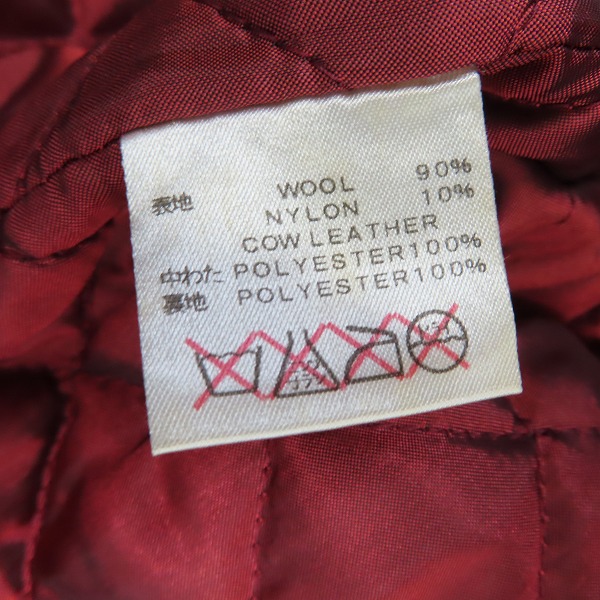 表地 WOOL 90%
NYLON 10%
COW LEATHER
中わた POLYESTER100%
裏地 POLYESTER100%